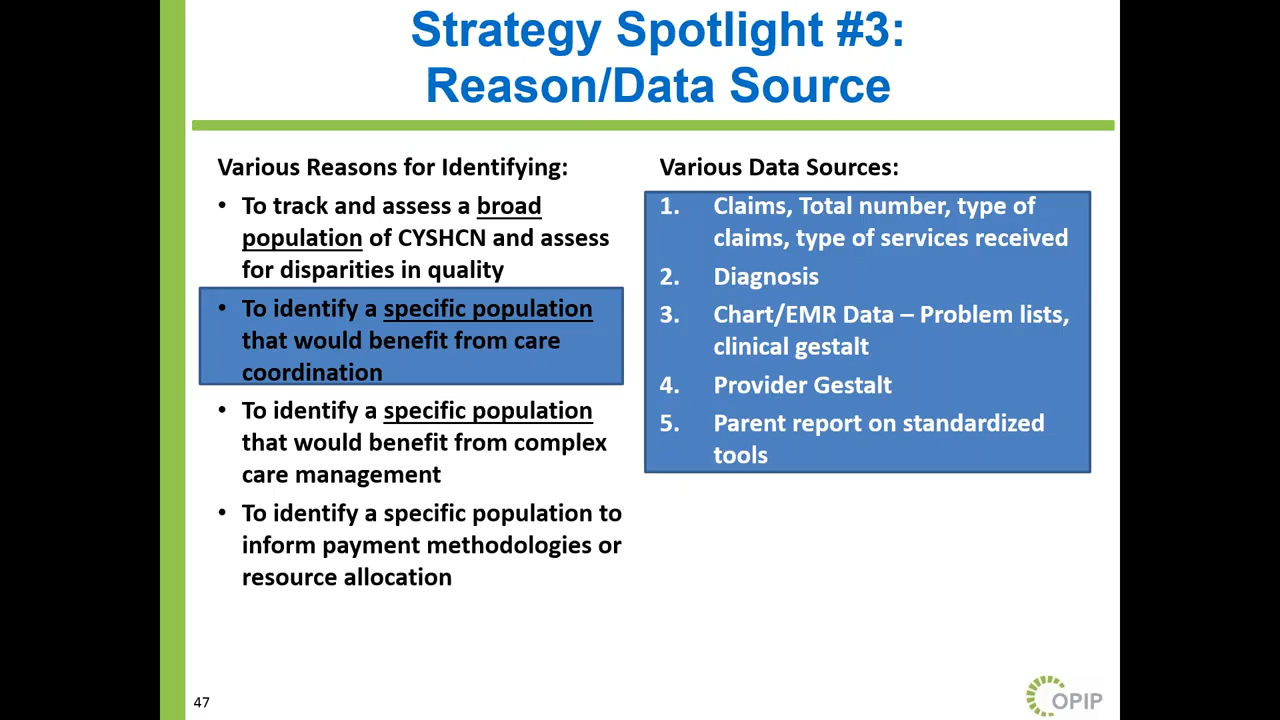 Strategy Spotlight #3:
Reason/Data Source
Various Reasons for Identifying:
• To track and assess a broad
population of CYSHCN and assess
for disparities in quality
• To identify a specific population
that would benefit from care
coordination
• To identify a specific population
that would benefit from complex
care management
• To identify a specific population to
inform payment methodologies or
resource allocation
Various Data Sources:
1. Claims, Total number, type of
claims, type of services received
2. Diagnosis
3. Chart/EMR Data – Problem lists,
clinical gestalt
4. Provider Gestalt
5. Parent report on standardized
tools
47
OPIP